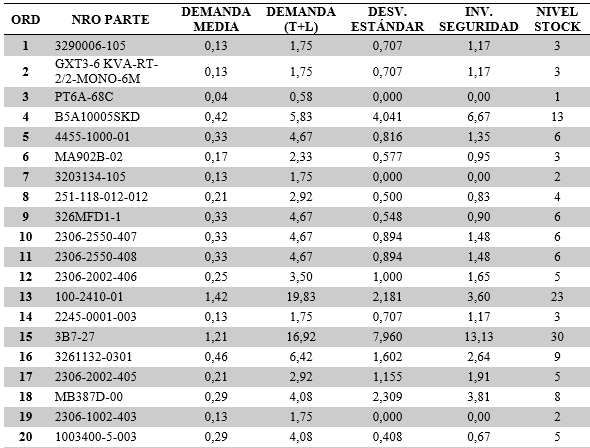 ORD NRO PARTE DEMANDA MEDIA DEMANDA (T+L) DESV. ESTÁNDAR INV. SEGURIDAD NIVEL STOCK
1 3290006-105 0,13 1,75 0,707 1,17 3
2 GXT3-6 KVA-RT-2/2-MONO-6M 0,13 1,75 0,707 1,17 3
3 PT6A-68C 0,04 0,58 0,000 0,00 1
4 B5A10005SKD 0,42 5,83 4,041 6,67 13
5 4455-1000-01 0,33 4,67 0,816 1,35 6
6 MA902B-02 0,17 2,33 0,577 0,95 3
7 3203134-105 0,13 1,75 0,000 0,00 2
8 251-118-012-012 0,21 2,92 0,500 0,83 4
9 326MFD1-1 0,33 4,67 0,548 0,90 6
10 2306-2550-407 0,33 4,67 0,894 1,48 6
11 2306-2550-408 0,33 4,67 0,894 1,48 6
12 2306-2002-406 0,25 3,50 1,000 1,65 5
13 100-2410-01 1,42 19,83 2,181 3,60 23
14 2245-0001-003 0,13 1,75 0,707 1,17 3
15 3B7-27 1,21 16,92 7,960 13,13 30
16 3261132-0301 0,46 6,42 1,602 2,64 9
17 2306-2002-405 0,21 2,92 1,155 1,91 5
18 MB387D-00 0,29 4,08 2,309 3,81 8
19 2306-1002-403 0,13 1,75 0,000 0,00 2
20 1003400-5-003 0,29 4,08 0,408 0,67 5